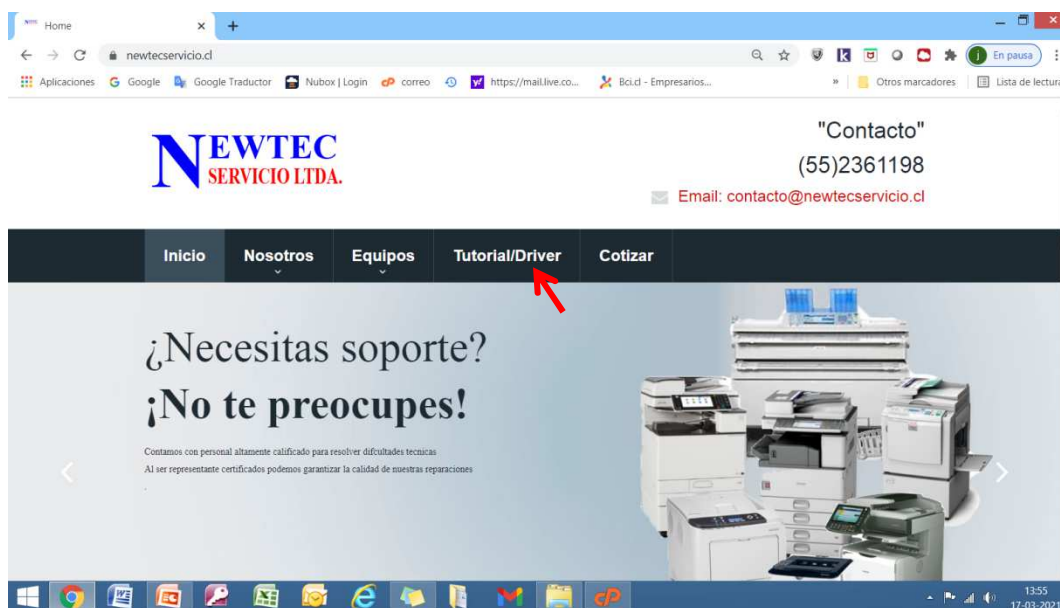 Home
newtecservicio.cl
En pausa
Aplicaciones
Google
Google Traductor
Nubox | Login
correo
https://mail.live.co...
Bci.cl - Empresarios...
»
Otros marcadores
Lista de lectura
NEWTEC
SERVICIO LTDA.
"Contacto"
(55)2361198
Email: contacto@newtecservicio.cl
Inicio
Nosotros
Equipos
Tutorial/Driver
Cotizar
¿Necesitas soporte?
¡No te preocupes!
Contamos con personal altamente calificado para resolver difcultades tecnicas
Al ser representante certificados podemos garantizar la calidad de nuestras reparaciones
.
13:55
17-03-2021